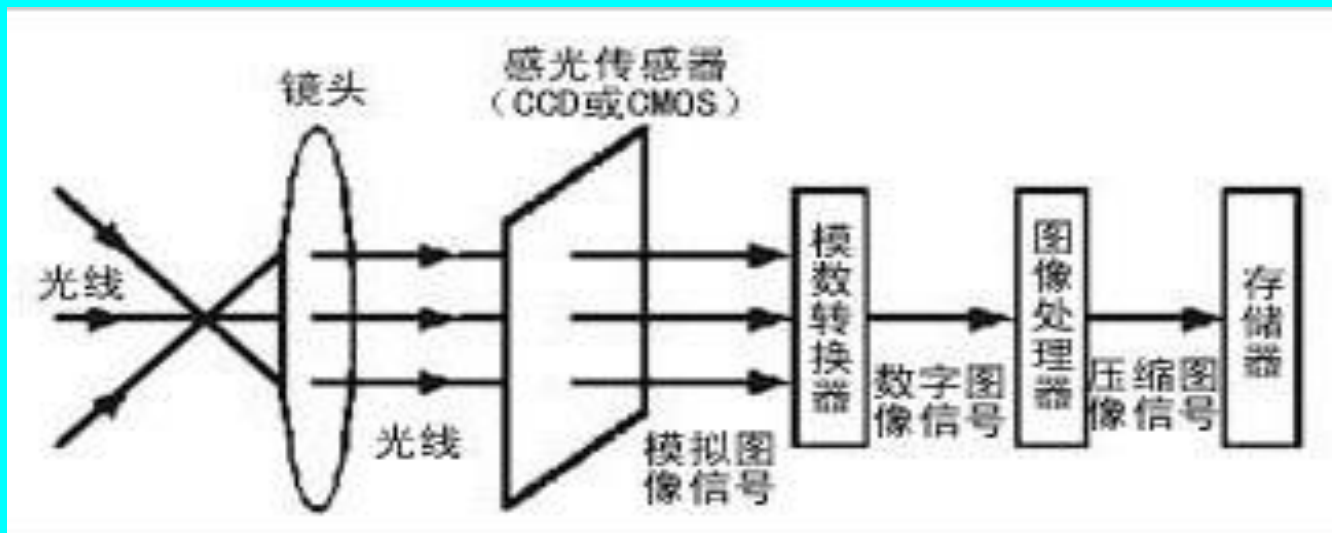 镜头
感光传感器
（CCD或CMOS）
光线
光线
模拟图
像信号
模数转换器
数字图
像信号
图像处理器
压缩图
像信号
存储器